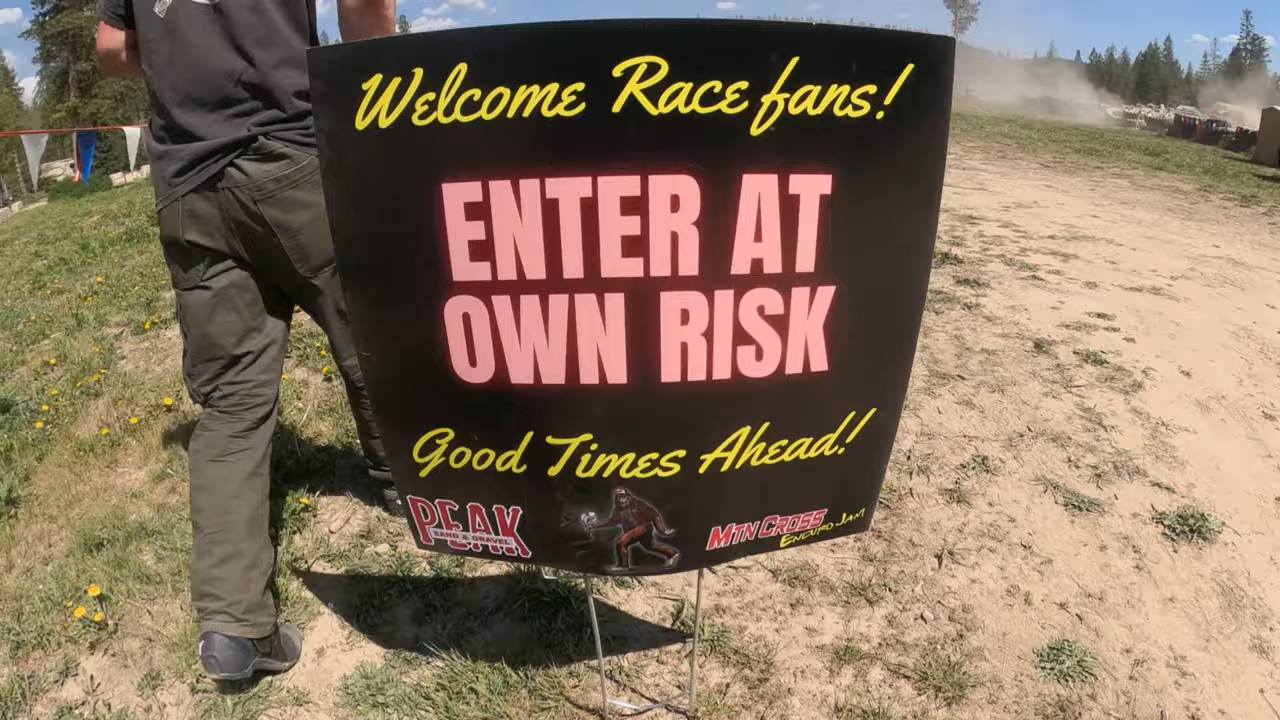 Welcome Race fans!
ENTER AT
OWN RISK
Good Times Ahead!
PEAK
SAND & GRAVEL
MTN CROSS
ENDURO JAM